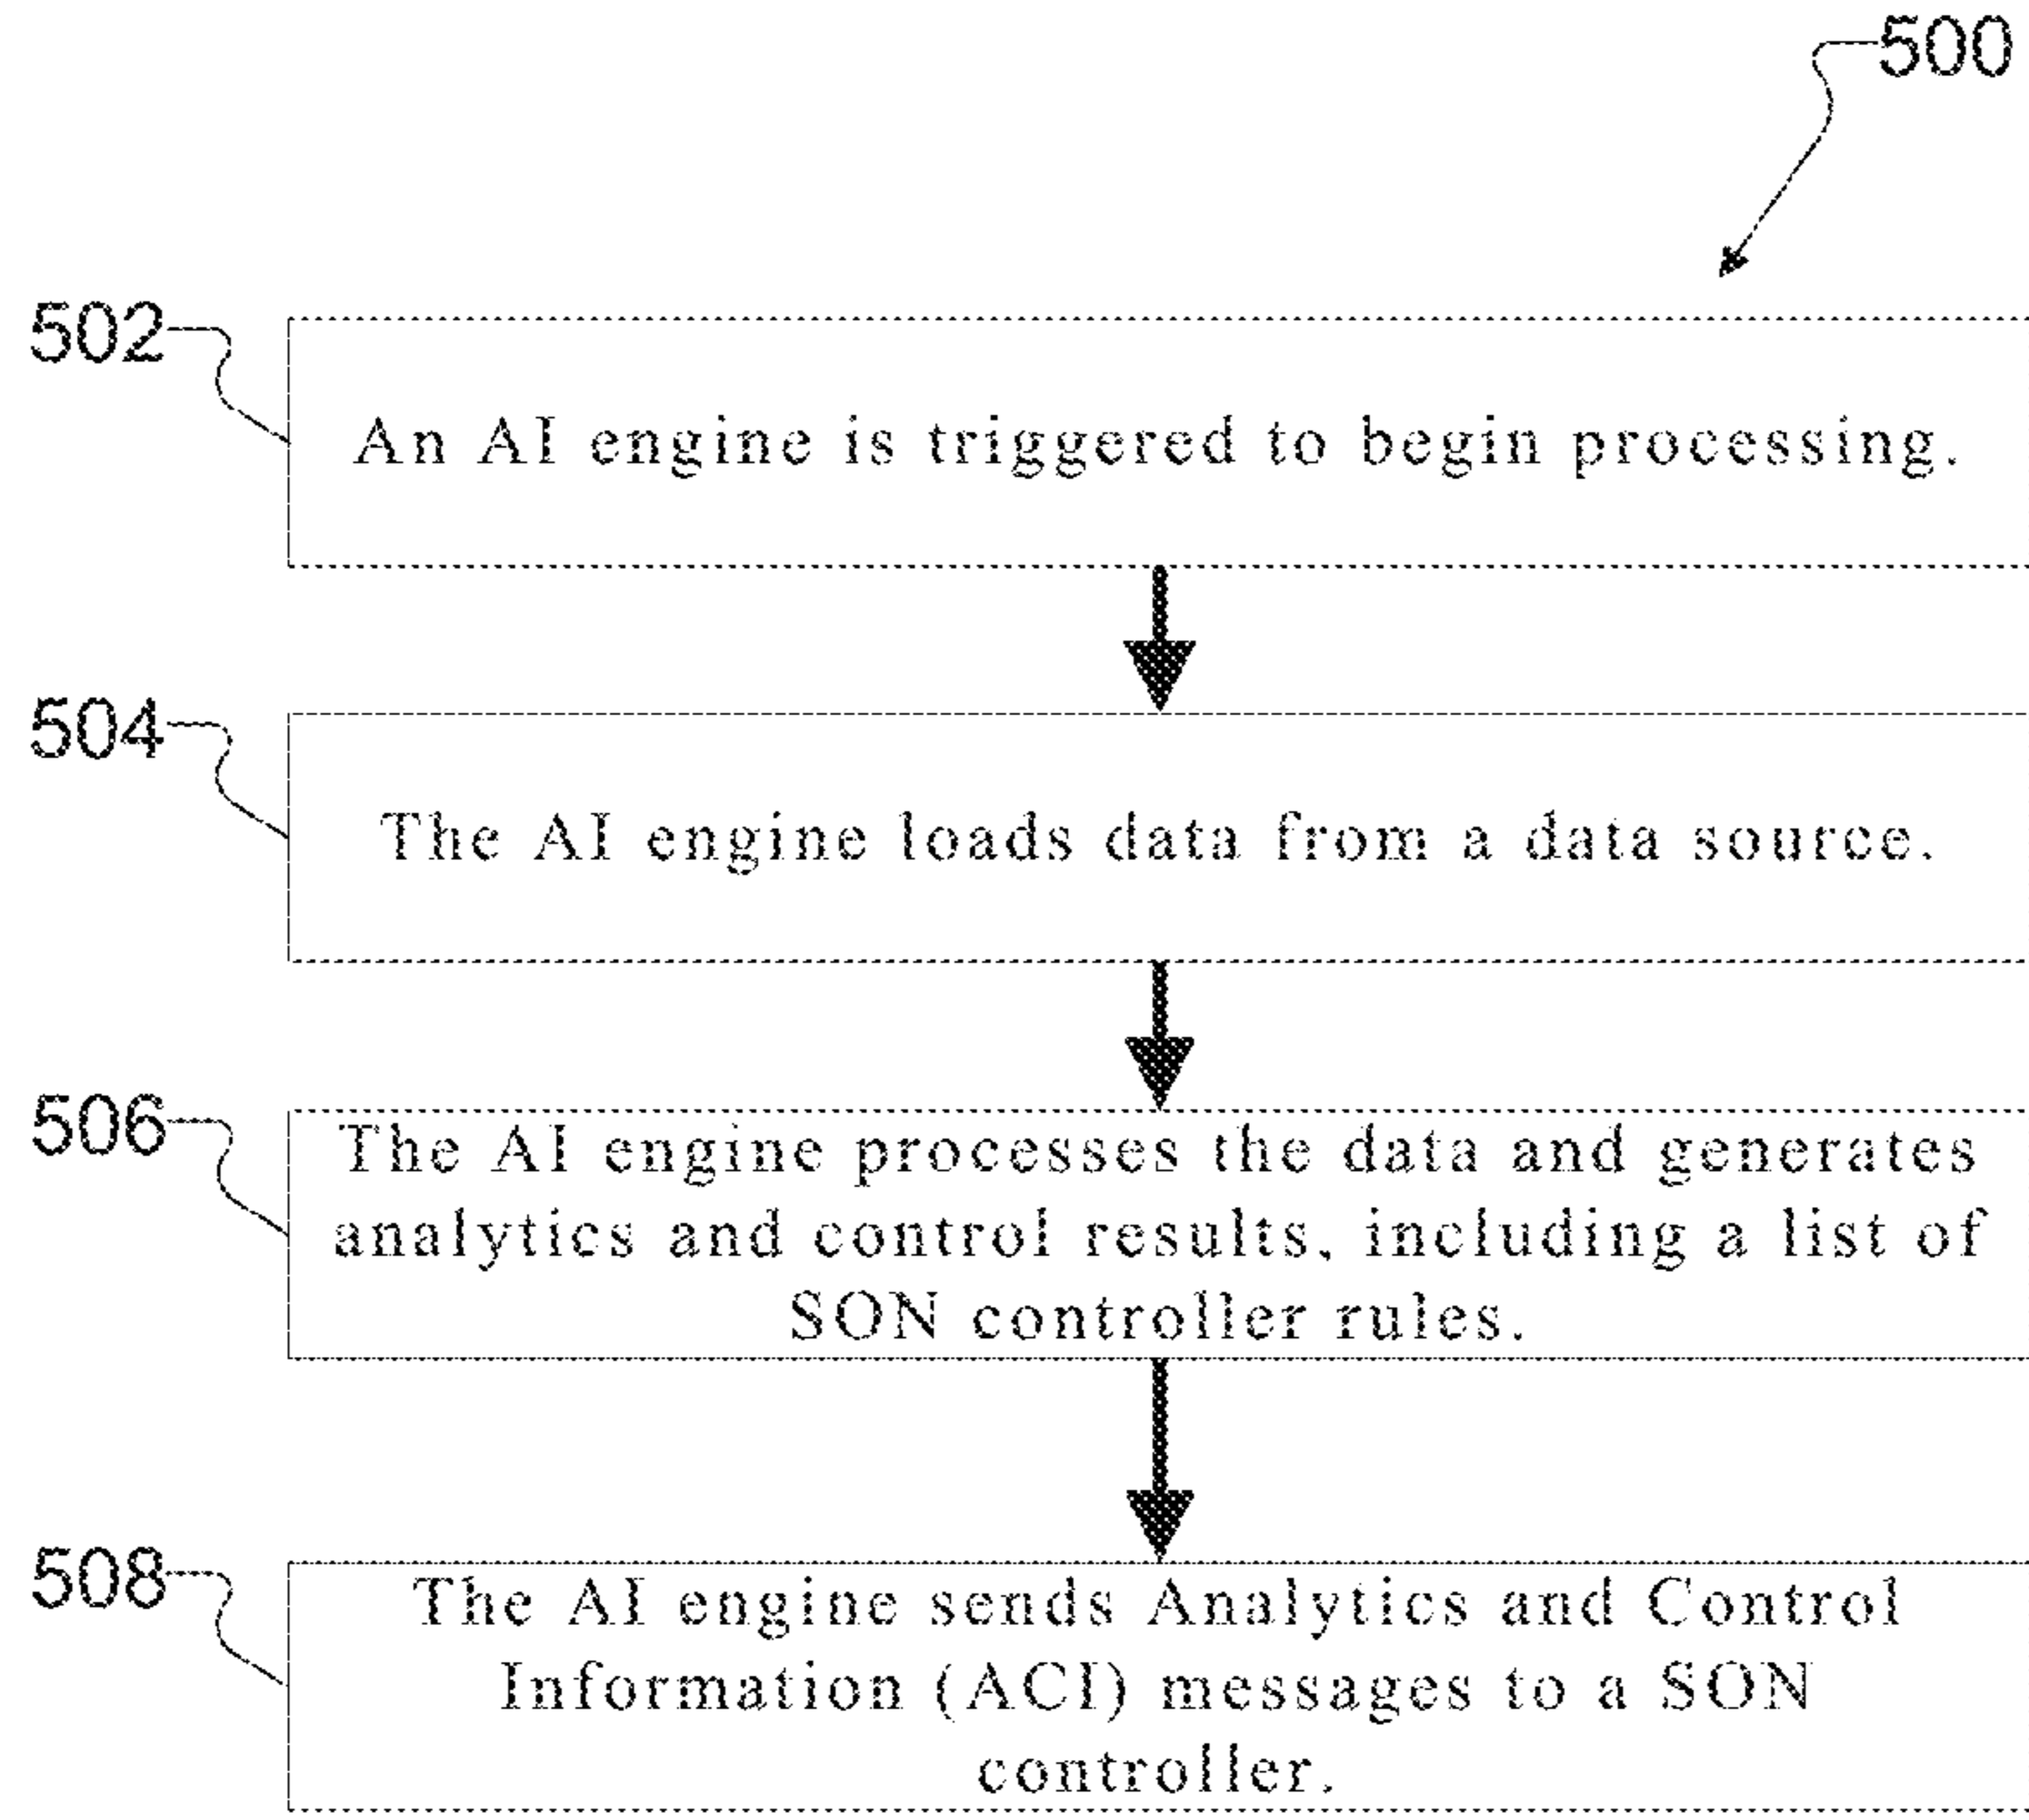 500
502
An AI engine is triggered to begin processing.
504
The AI engine loads data from a data source.
506
The AI engine processes the data and generates
analytics and control results, including a list of
SON controller rules.
508
The AI engine sends Analytics and Control
Information (ACI) messages to a SON
controller.